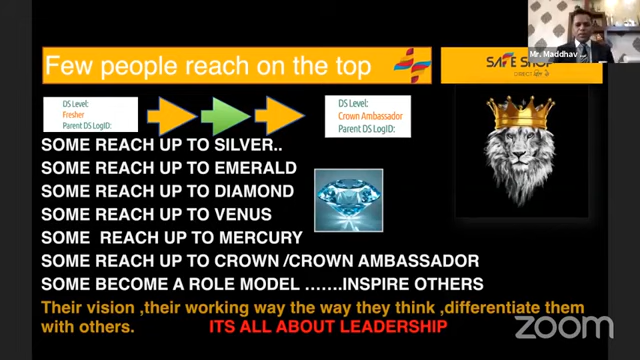 Few people reach on the top
SAFE SHOP
Mr. Maddhav
DS Level:
Fresher
Parent DS LogID:
DS Level:
Crown Ambassador
Parent DS LogID:
SOME REACH UP TO SILVER..
SOME REACH UP TO EMERALD
SOME REACH UP TO DIAMOND
SOME REACH UP TO VENUS
SOME REACH UP TO MERCURY
SOME REACH UP TO CROWN /CROWN AMBASSADOR
SOME BECOME A ROLE MODEL .......INSPIRE OTHERS
Their vision ,their working way the way they think ,differentiate them
with others. ITS ALL ABOUT LEADERSHIP
zoom